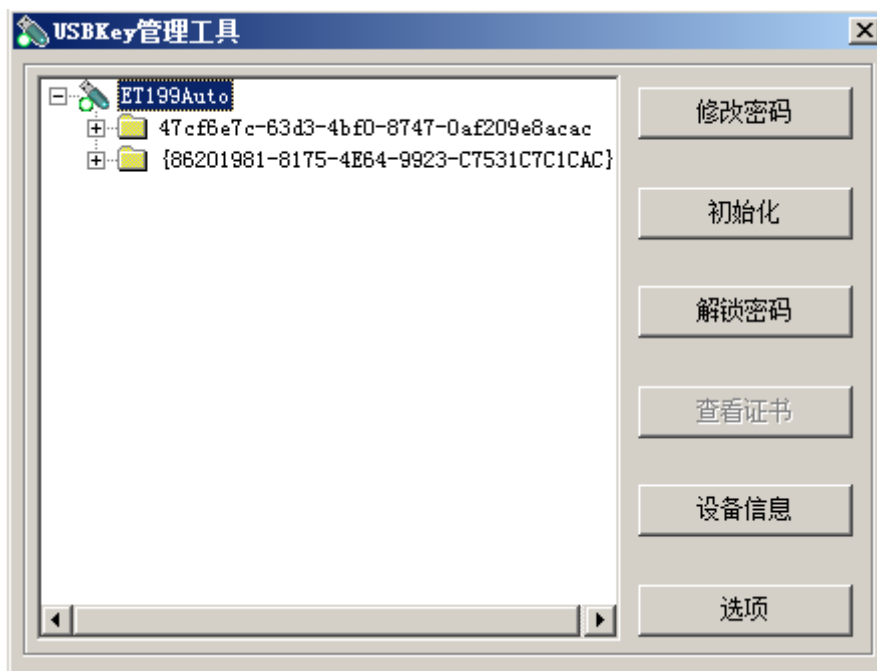 USBKey管理工具
ET199Auto
47cf6e7c-63d3-4bf0-8747-0af209e8acac
{86201981-8175-4E64-9923-C7531C7C1CAC}
修改密码
初始化
解锁密码
查看证书
设备信息
选项